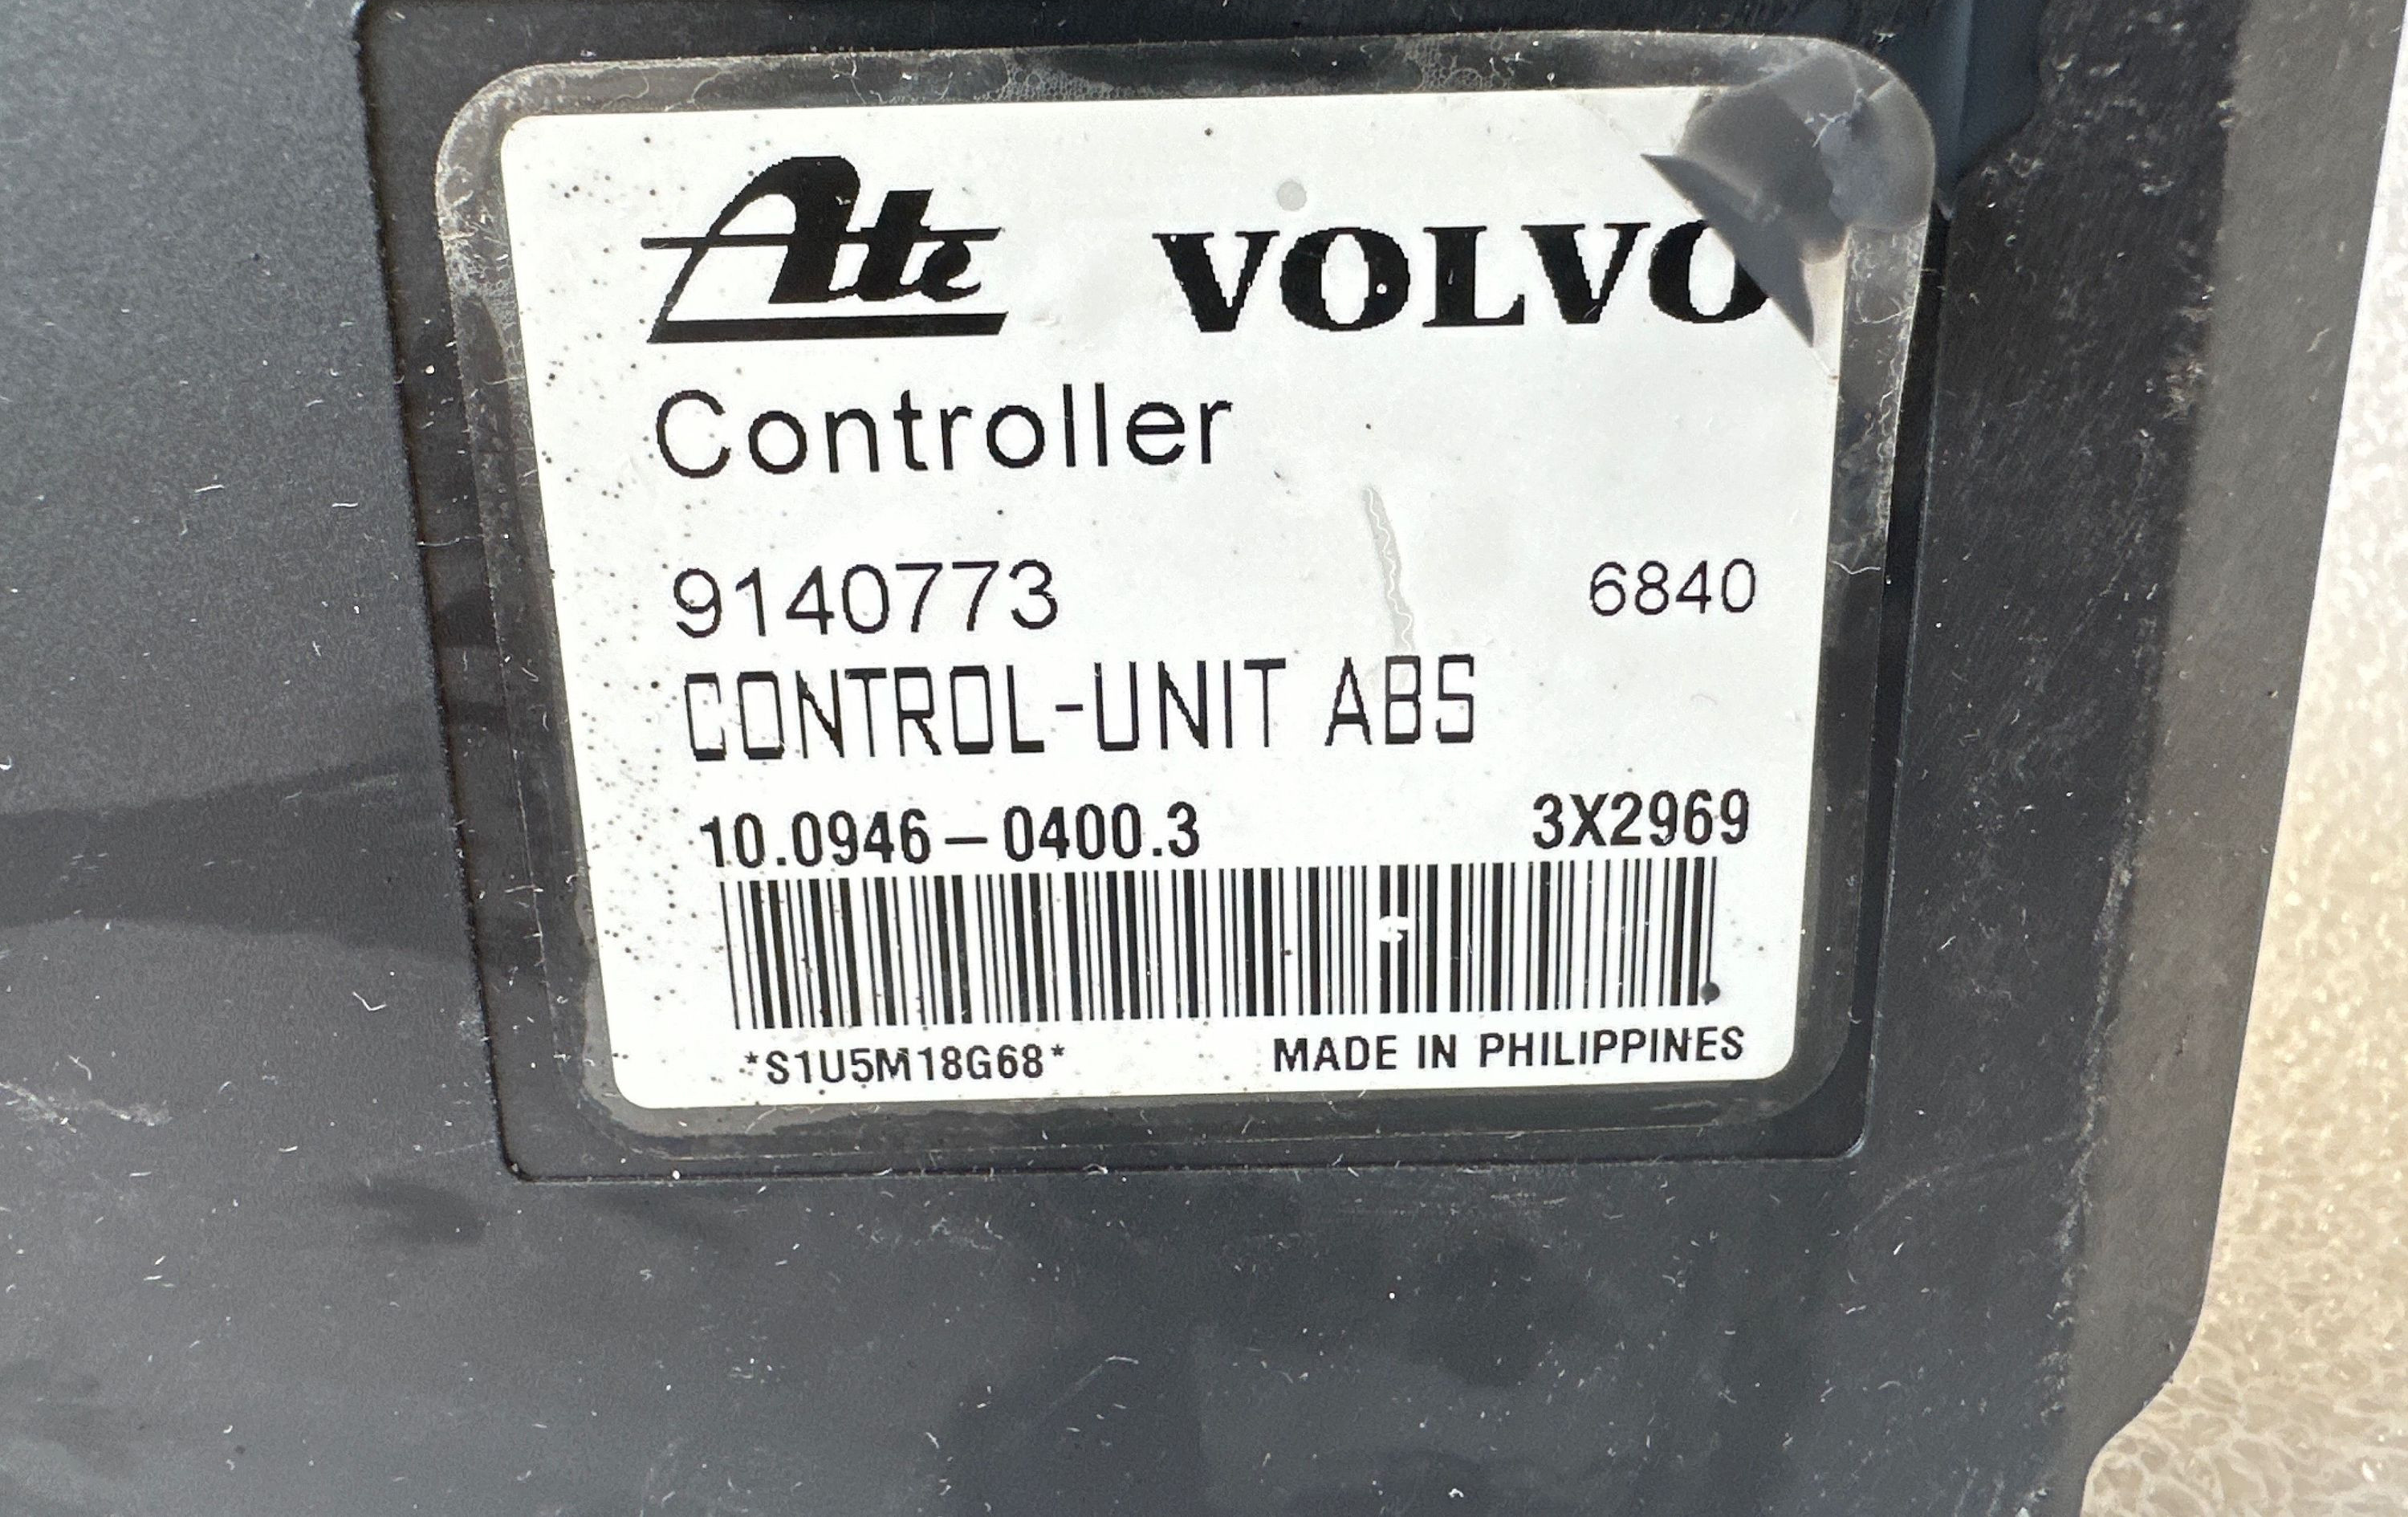 Ate VOLVO
Controller
9140773 6840
CONTROL-UNIT ABS
10.0946-0400.3 3X2969
*S1U5M18G68* MADE IN PHILIPPINES